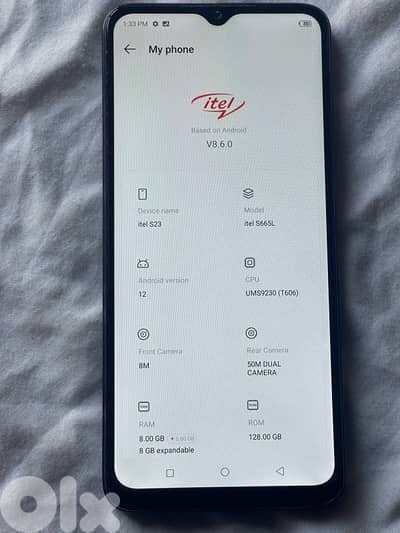 1:33 PM
My phone
itel
Based on Android
V8.6.0
Device name
itel S23
Model
itel S665L
Android version
12
CPU
UMS9230 (T606)
Front Camera
8M
Rear Camera
50M DUAL
CAMERA
RAM
8.00 GB
8 GB expandable
ROM
128.00 GB
OLX